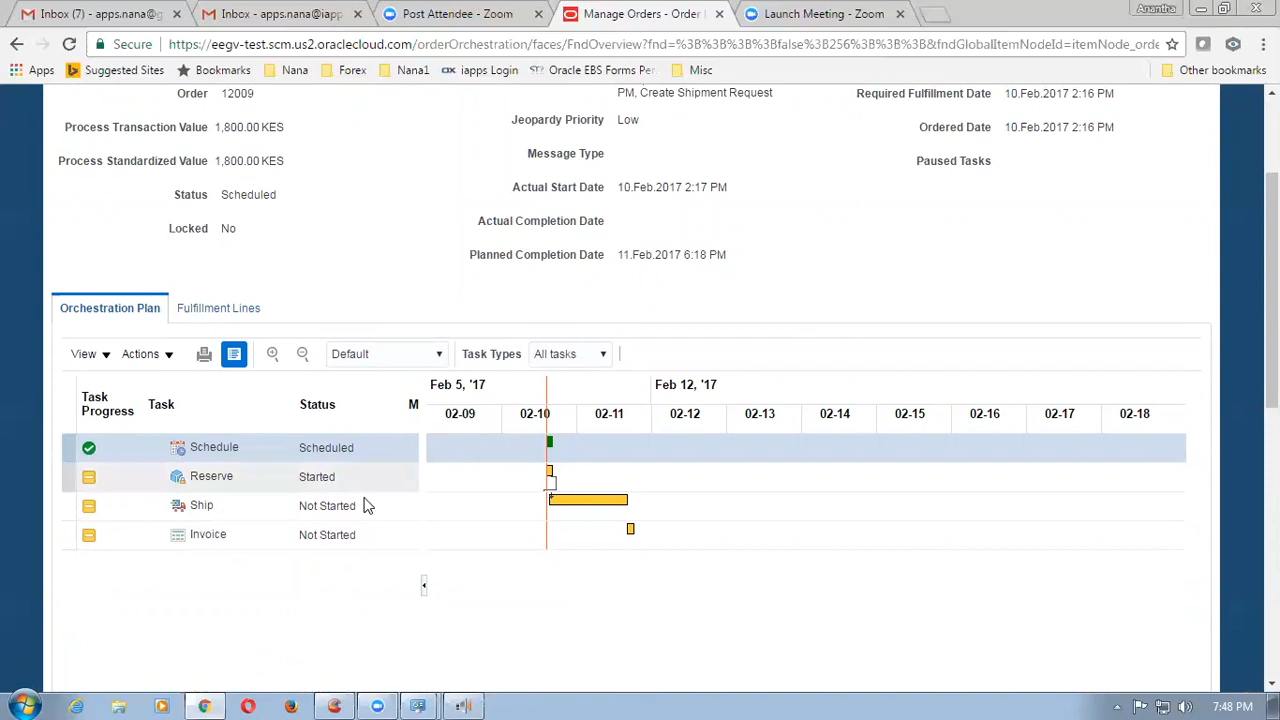 Inbox (7) - apps.nana@g
Inbox - apps.nana@iapp
Post Attendee - Zoom
Manage Orders - Order
Launch Meeting - Zoom
Anantha
Secure
https://eegv-test.scm.us2.oraclecloud.com/orderOrchestration/faces/FndOverview?fnd=%3B%3B%3B%3Bfalse%3B256%3B%3B%3B&fndGlobalItemNodeId=itemNode_orde
Apps
Suggested Sites
Bookmarks
Nana
Forex
Nana1
iapps Login
Oracle EBS Forms Per
Misc
Other bookmarks
Order 12009
PM, Create Shipment Request
Required Fulfillment Date 10.Feb.2017 2:16 PM
Process Transaction Value 1,800.00 KES
Jeopardy Priority Low
Ordered Date 10.Feb.2017 2:16 PM
Process Standardized Value 1,800.00 KES
Message Type
Paused Tasks
Status Scheduled
Actual Start Date 10.Feb.2017 2:17 PM
Locked No
Actual Completion Date
Planned Completion Date 11.Feb.2017 6:18 PM
Orchestration Plan
Fulfillment Lines
View
Actions
Default
Task Types All tasks
Task Progress
Task
Status
M
Feb 5, '17
Feb 12, '17
02-09 02-10 02-11 02-12 02-13 02-14 02-15 02-16 02-17 02-18
Schedule Scheduled
Reserve Started
Ship Not Started
Invoice Not Started
7:48 PM